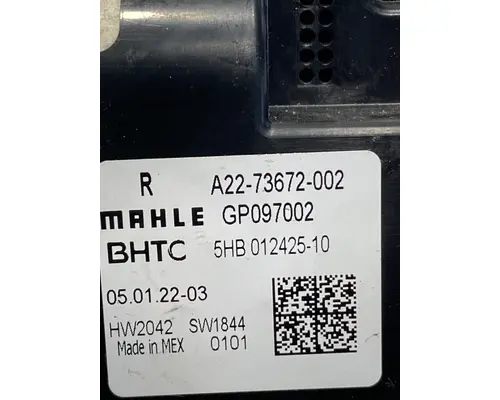 R A22-73672-002
MAHLE GP097002
BHTC 5HB 012425-10
05.01.22-03
HW2042 SW1844
Made in MEX 0101